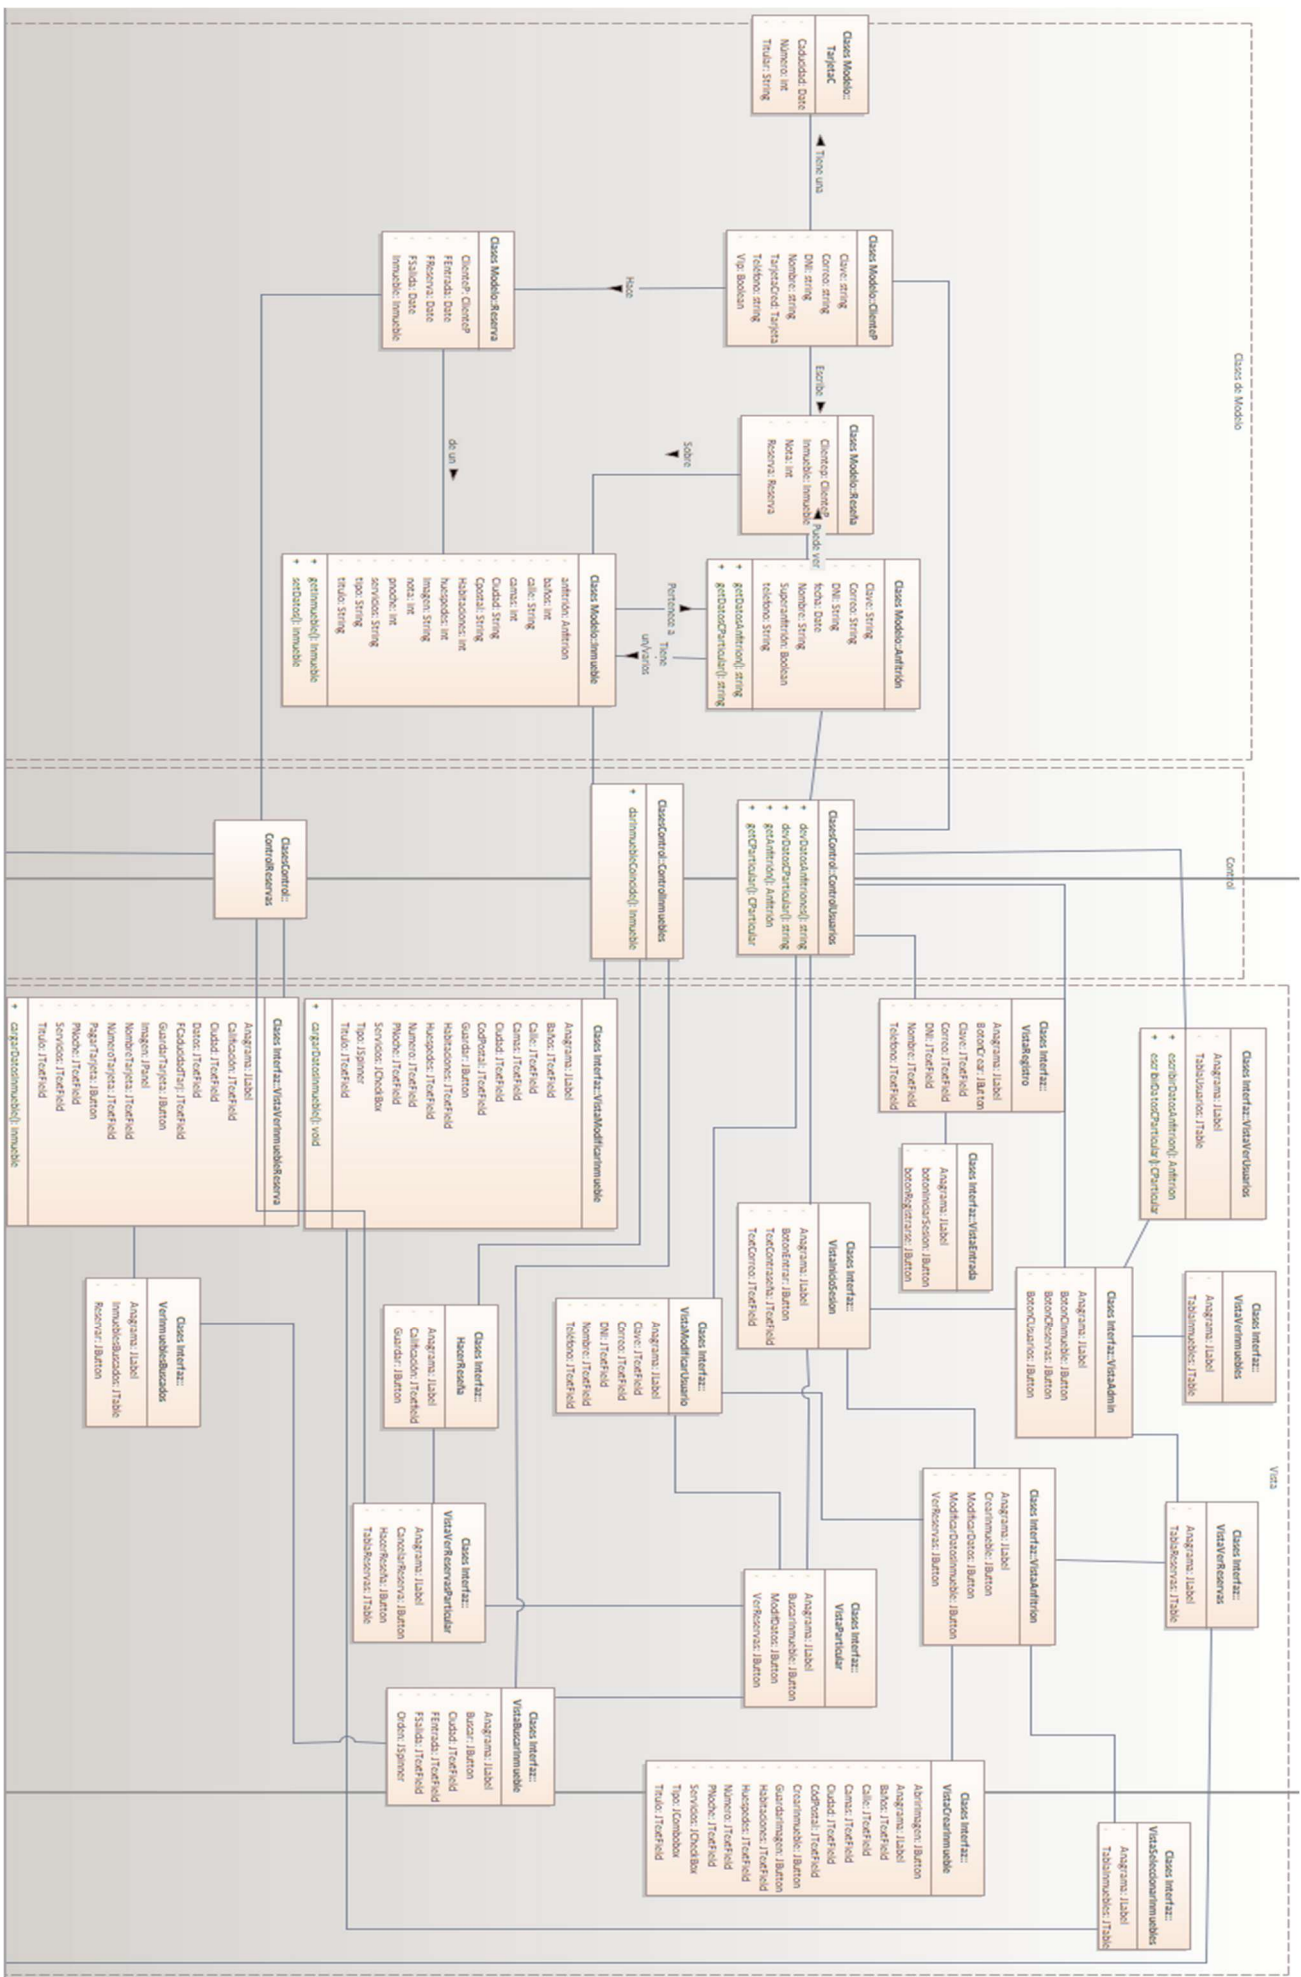 Clases de Modelo
Clases Modelo::
TarjetaC
Caducidad: Date
Número: int
Titular: String
Tiene una
Clases Modelo::ClienteP
Clave: string
Correo: string
DNI: string
Nombre: string
TarjetaCred: Tarjeta
Teléfono: string
Vip: Boolean
Hace
Escribe
Clases Modelo::Reserva
ClienteP: ClienteP
FEntrada: Date
FReserva: Date
FSalida: Date
Inmueble: Inmueble
de un
Clases Modelo::Reseña
Clientep: ClienteP
Inmueble: Inmueble
Nota: int
Reserva: Reserva
Sobre
Puede ver
Clases Modelo::Anfitrión
Clave: String
Correo: String
DNI: String
fecha: Date
Nombre: String
Superanfitrión: Boolean
telefono: String
+ getDatosAnfitrion(): string
+ getDatosCParticular(): string
Pertenece a
Tiene
un/varios
Clases Modelo::Inmueble
anfitrión: Anfitrion
baños: int
calle: String
camas: int
Ciudad: String
Cpostal: String
Habitaciones: int
huespedes: int
Imagen: String
nota: int
pnoche: int
servicios: String
tipo: String
titulo: String
+ getInmueble(): Inmueble
+ setDatos(): Inmueble
Control
ClasesControl::ControlUsuarios
+ devDatosAnfitriones(): string
+ devDatosCParticular(): string
+ getAnfitrión(): Anfitrión
+ getCParticular(): CParticular
ClasesControl::ControlInmuebles
+ darInmuebleCoincide(): Inmueble
ClasesControl::
ControlReservas
Vista
Clases Interfaz::VistaVerUsuarios
Anagrama: JLabel
TablaUsuarios: JTable
+ escribirDatosAnfitrion(): Anfitrion
+ escribirDatosCParticular(): CParticular
Clases Interfaz::
VistaRegistro
Anagrama: JLabel
BotonCrear: JButton
Clave: JTextField
Correo: JTextField
DNI: JTextField
Nombre: JTextField
Telefono: JTextField
Clases Interfaz::VistaModificarInmueble
Anagrama: JLabel
Baños: JTextField
Calle: JTextField
Camas: JTextField
Ciudad: JTextField
CodPostal: JTextField
Guardar: JButton
Habitaciones: JTextField
Huespedes: JTextField
Numero: JTextField
PNoche: JTextField
Servicios: JCheckBox
Tipo: JSpinner
Titulo: JTextField
+ cargarDatosInmueble(): void
Clases Interfaz::VistaVerInmuebleReserva
Anagrama: JLabel
Calificación: JTextField
Ciudad: JTextField
Datos: JTextField
FCaducidadTarj: JTextField
GuardarTarjeta: JButton
Imagen: JPanel
NombreTarjeta: JTextField
NúmeroTarjeta: JTextField
PagarTarjeta: JButton
PNoche: JTextField
Servicios: JTextField
Titulo: JTextField
+ cargarDatosInmueble(): Inmueble
Clases Interfaz::VistaEntrada
Anagrama: JLabel
botonIniciarSesion: JButton
botonRegistrarse: JButton
Clases Interfaz::
VistaInicioSesion
Anagrama: JLabel
BotonEntrar: JButton
TextContraseña: JTextField
TextCorreo: JTextField
Clases Interfaz::VistaAdmin
Anagrama: JLabel
BotonCInmueble: JButton
BotonCReservas: JButton
BotonCUsuarios: JButton
Clases Interfaz::
VistaVerInmuebles
Anagrama: JLabel
TablaInmuebles: JTable
Clases Interfaz::
VistaModificarUsuario
Anagrama: JLabel
Clave: JTextField
Correo: JTextField
DNI: JTextField
Nombre: JTextField
Teléfono: JTextField
Clases Interfaz::
HacerReseña
Anagrama: JLabel
Calificación: JTextfield
Guardar: JButton
Clases Interfaz::
VerInmueblesBuscados
Anagrama: JLabel
InmueblesBuscados: JTable
Reservar: JButton
Clases Interfaz::VistaAnfitrion
Anagrama: JLabel
CrearInmueble: JButton
ModificarDatos: JButton
ModificarDatosInmueble: JButton
VerReservas: JButton
Clases Interfaz::
VistaVerReservas
Anagrama: JLabel
TablaReservas: JTable
Clases Interfaz::
VistaVerReservasParticular
Anagrama: JLabel
CancelarReserva: JButton
HacerReseña: JButton
TablaReservas: JTable
Clases Interfaz::
VistaParticular
Anagrama: JLabel
BuscarInmueble: JButton
ModifDatos: JButton
VerReservas: JButton
Clases Interfaz::
VistaBuscarInmueble
Anagrama: JLabel
Buscar: JButton
Ciudad: JTextField
FEntrada: JTextField
FSalida: JTextField
Orden: JSpinner
Clases Interfaz::
VistaCrearInmueble
AbrirImagen: JButton
Anagrama: JLabel
Baños: JTextField
Calle: JTextField
Camas: JTextField
Ciudad: JTextField
CódPostal: JTextField
CrearInmueble: JButton
GuardarImagen: JButton
Habitaciones: JTextField
Huespedes: JTextField
Número: JTextField
PNoche: JTextField
Servicios: JCheckBox
Tipo: JCombobox
Titulo: JTextField
Clases Interfaz::
VistaSeleccionarInmuebles
Anagrama: JLabel
TablaInmuebles: JTable